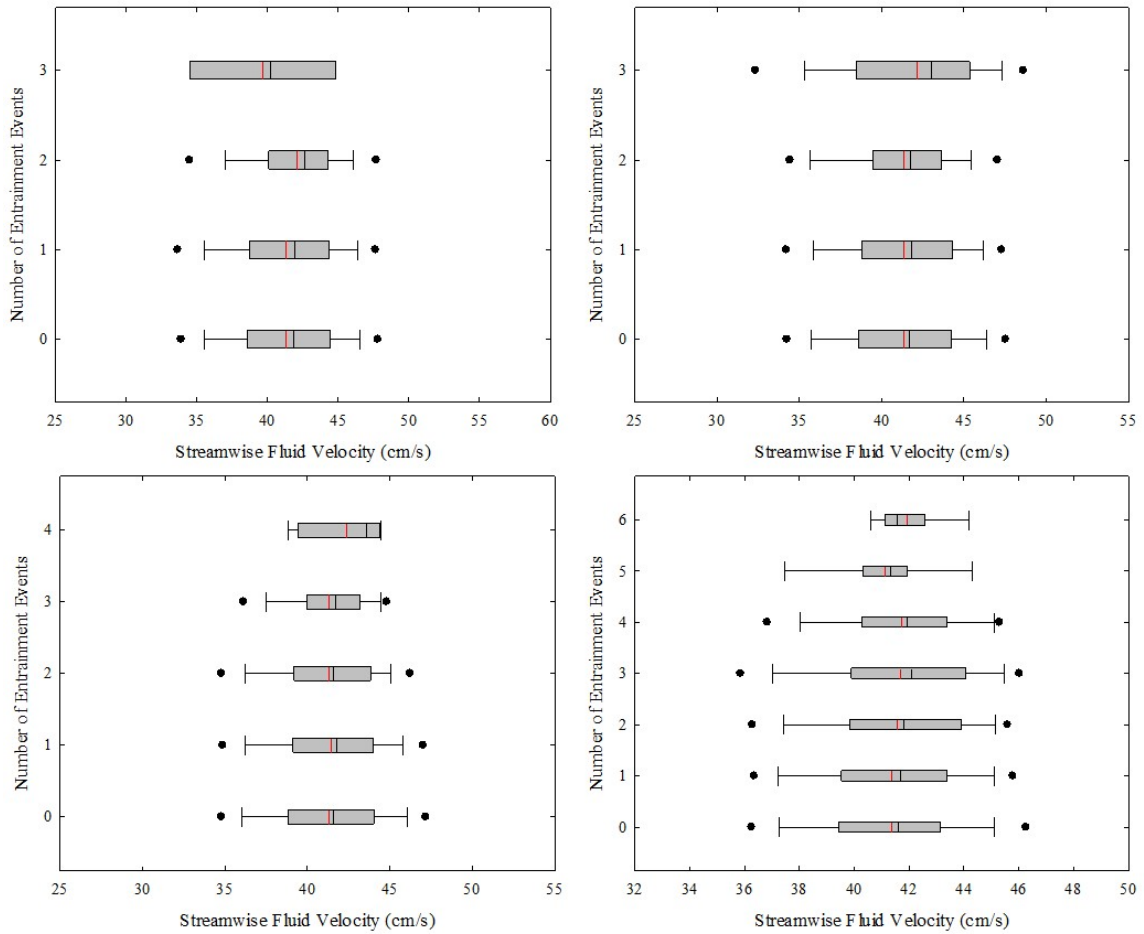 Number of Entrainment Events
3
2
1
0
25 30 35 40 45 50 55 60
Streamwise Fluid Velocity (cm/s)
Number of Entrainment Events
3
2
1
0
25 30 35 40 45 50 55
Streamwise Fluid Velocity (cm/s)
Number of Entrainment Events
4
3
2
1
0
25 30 35 40 45 50 55
Streamwise Fluid Velocity (cm/s)
Number of Entrainment Events
6
5
4
3
2
1
0
32 34 36 38 40 42 44 46 48 50
Streamwise Fluid Velocity (cm/s)